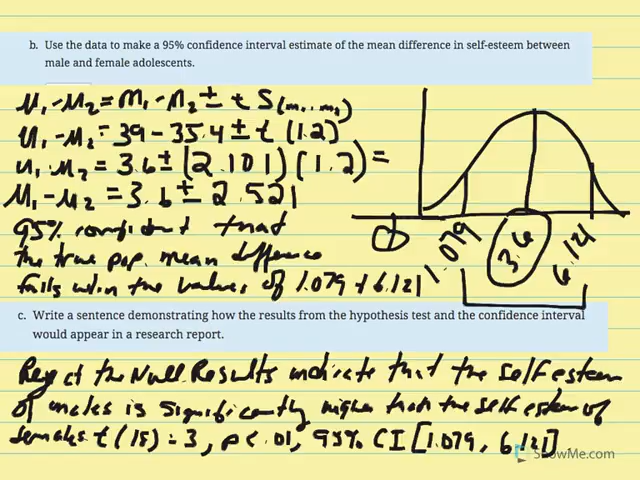 b. Use the data to make a 95% confidence interval estimate of the mean difference in self-esteem between
male and female adolescents.
μ₁-μ₂ = M₁-M₂ ± t S(m₁-m₂)
μ₁-μ₂ = 39 - 35.4 ± t (1.2)
μ₁-μ₂ = 3.6 ± (2.101)(1.2) =
μ₁-μ₂ = 3.6 ± 2.521
95% confident that
the true pop. mean difference
falls w/in the values of 1.079 + 6.121
0
1.079
3.6
6.121
c. Write a sentence demonstrating how the results from the hypothesis test and the confidence interval
would appear in a research report.
Reject the Null. Results indicate that the self esteem
of males is significantly higher than the self esteem of
females t(18) = 3, p < .01, 95% CI [1.079, 6.121].
ShowMe.com